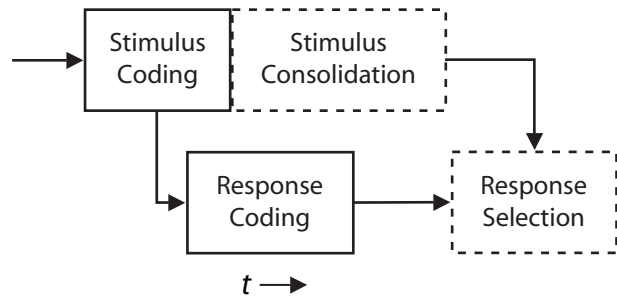 Stimulus
Coding
Stimulus
Consolidation
Response
Coding
Response
Selection
t